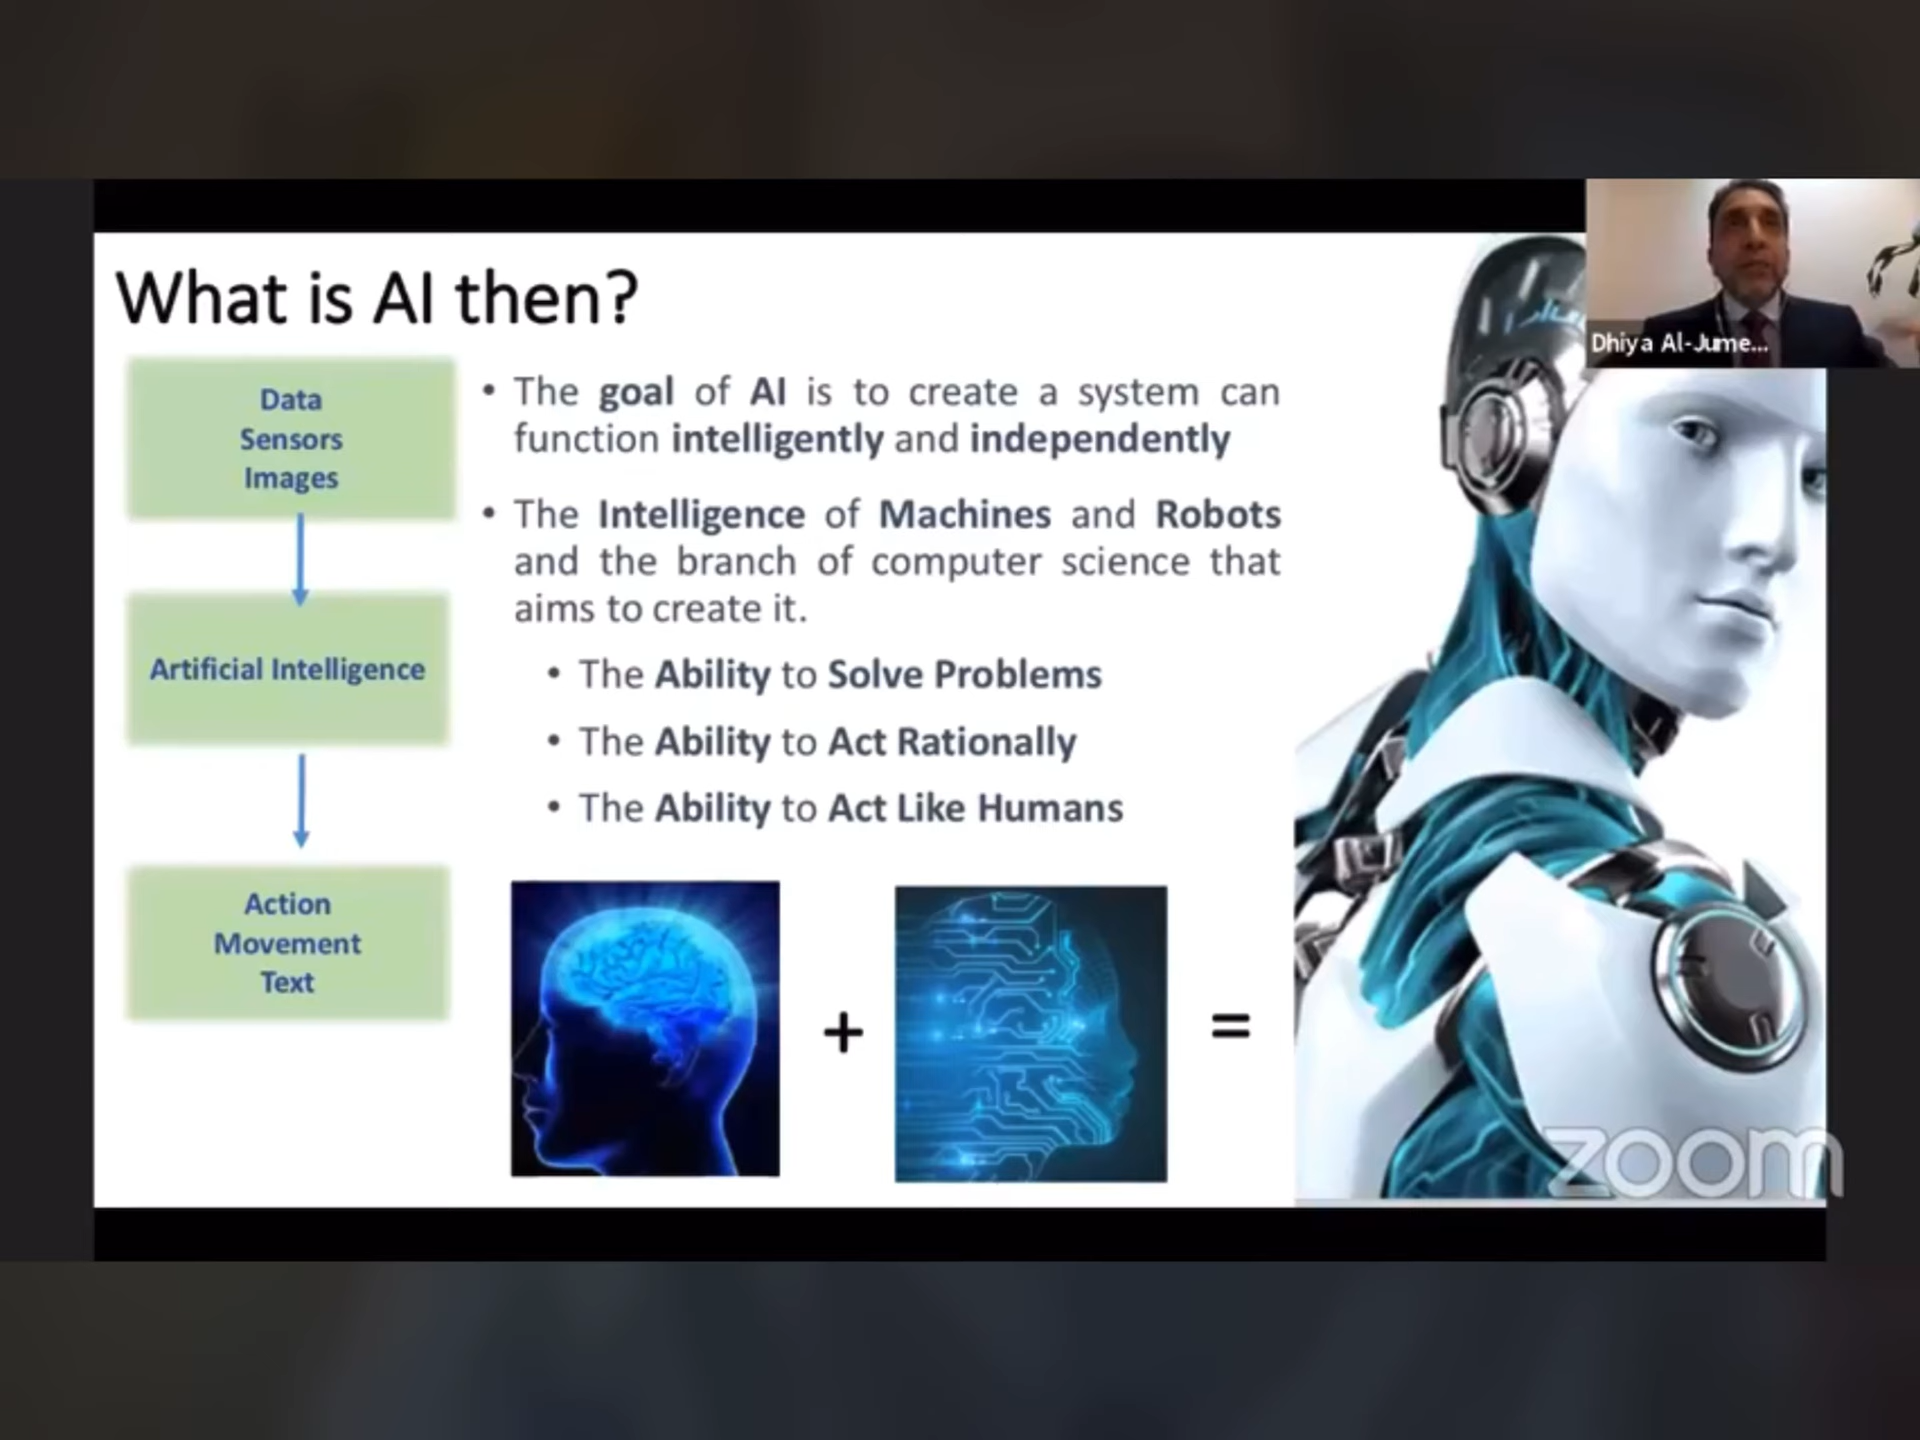 What is AI then?
Data
Sensors
Images
Artificial Intelligence
Action
Movement
Text
• The goal of AI is to create a system can
function intelligently and independently
• The Intelligence of Machines and Robots
and the branch of computer science that
aims to create it.
• The Ability to Solve Problems
• The Ability to Act Rationally
• The Ability to Act Like Humans
+
=
Dhiya Al-Jume...
zoom